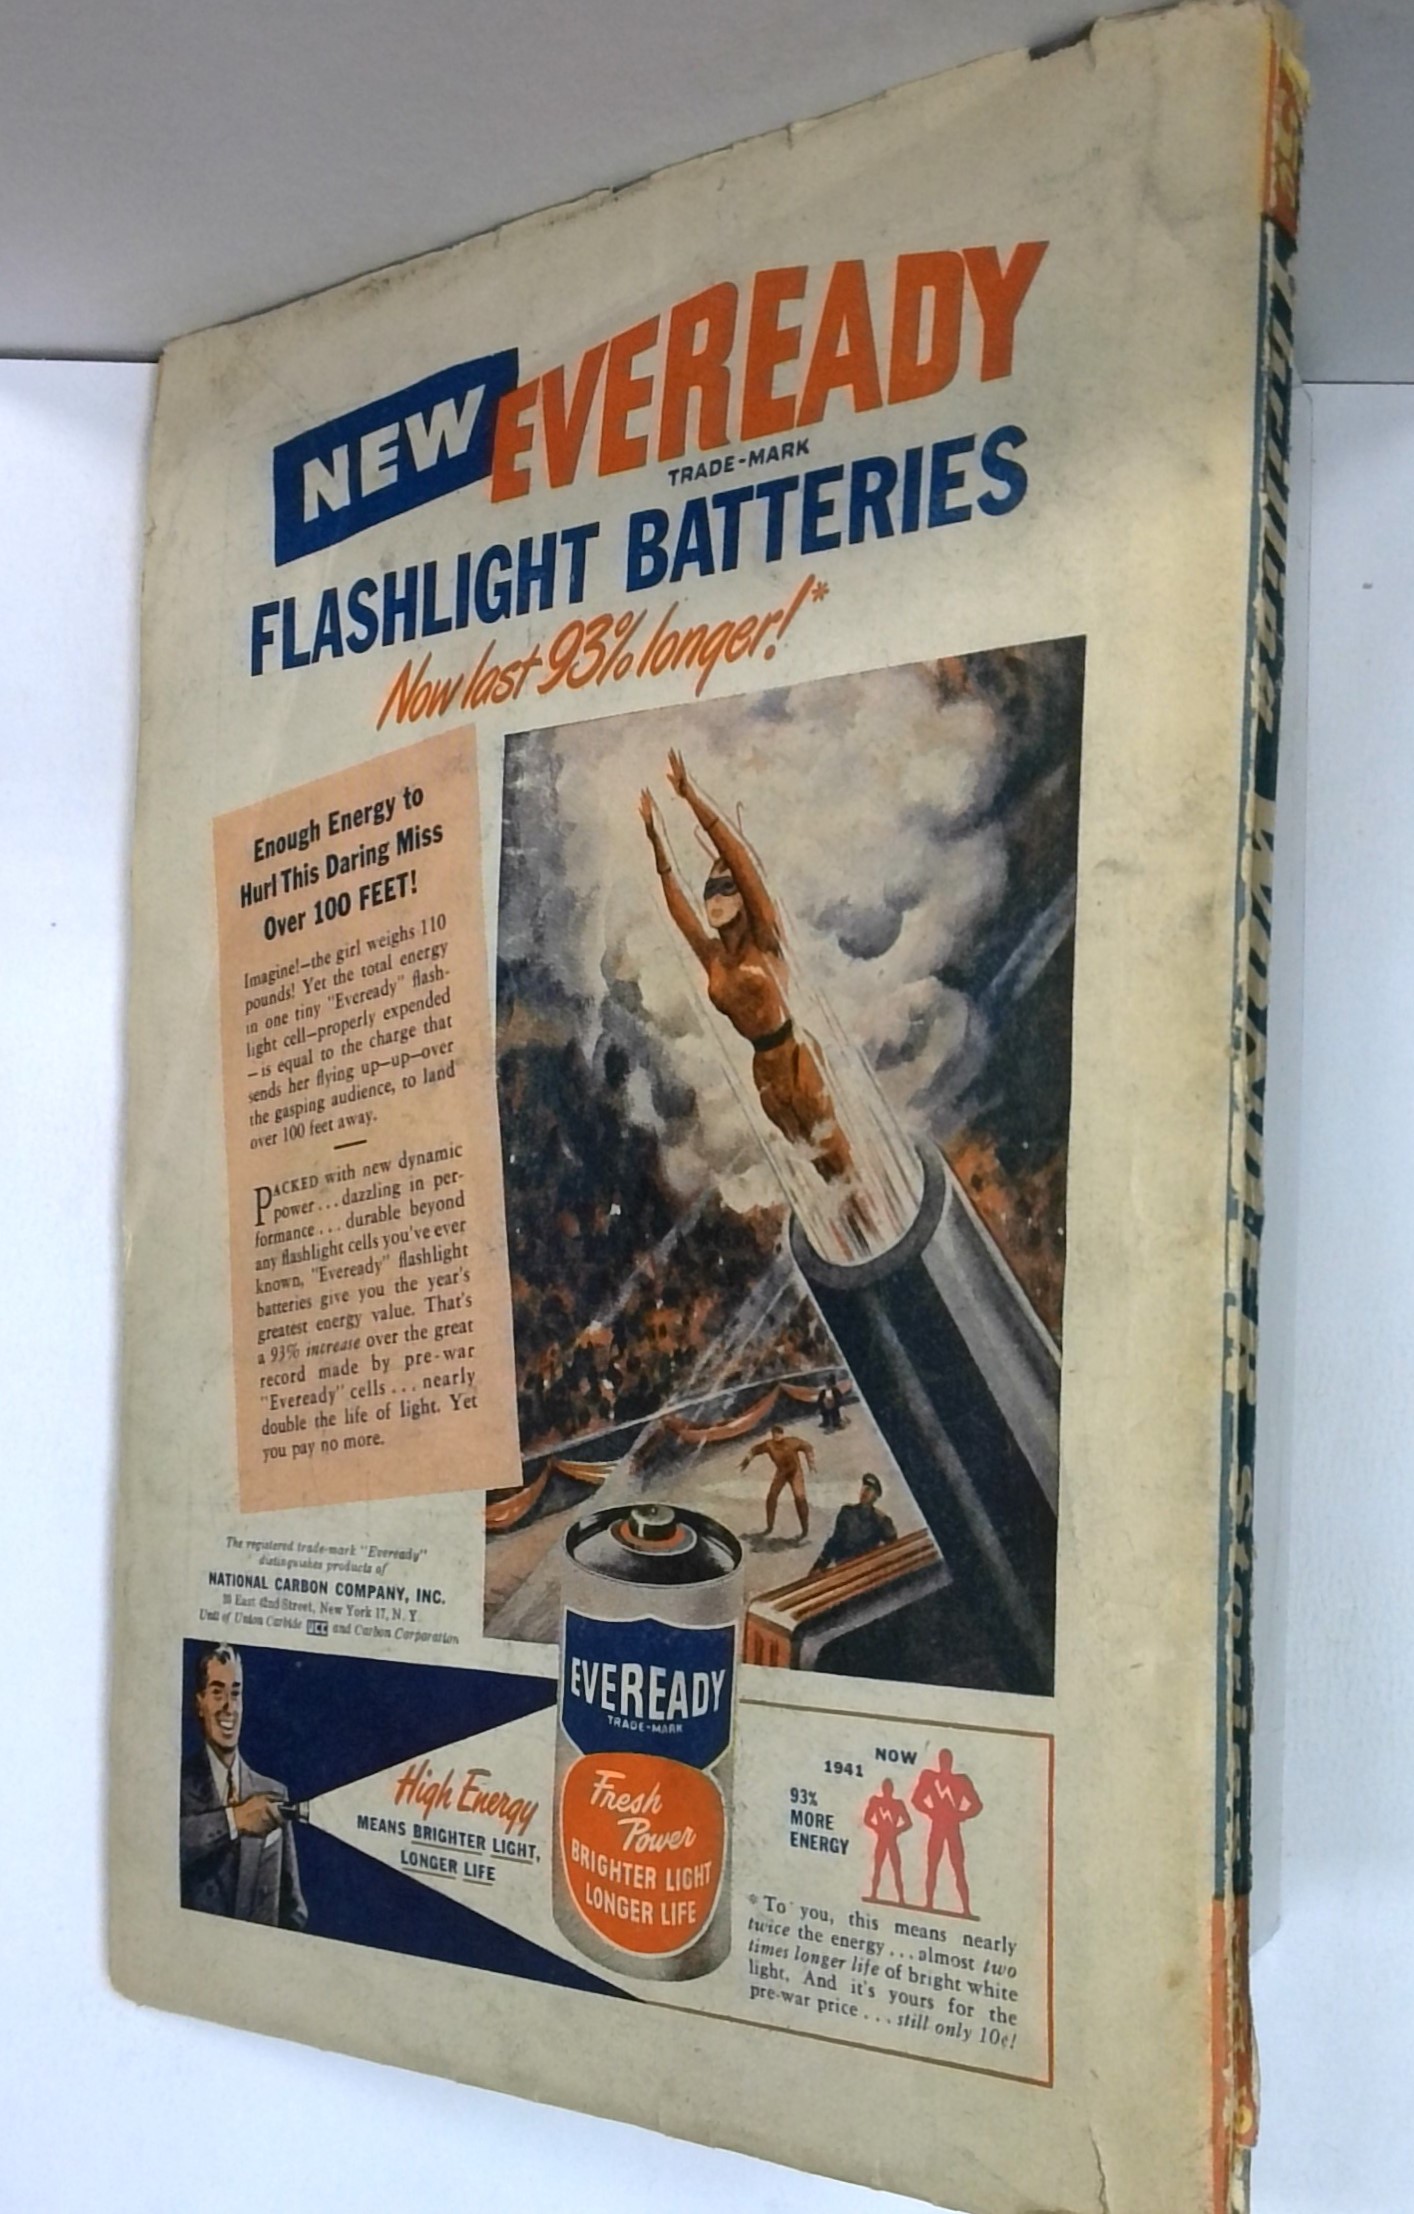 NEW EVEREADY
TRADE-MARK
FLASHLIGHT BATTERIES
Now last 93% longer!*
Enough Energy to
Hurl This Daring Miss
Over 100 FEET!
Imagine!—the girl weighs 110
pounds! Yet the total energy
in one tiny "Eveready" flash-
light cell—properly expended
—is equal to the charge that
sends her flying up—up—over
the gasping audience, to land
over 100 feet away.
PACKED with new dynamic
power...dazzling in per-
formance...durable beyond
any flashlight cells you've ever
known, "Eveready" flashlight
batteries give you the year's
greatest energy value. That's
a 93% increase over the great
record made by pre-war
"Eveready" cells...nearly
double the life of light. Yet
you pay no more.
The registered trade-mark "Eveready"
distinguishes products of
NATIONAL CARBON COMPANY, INC.
East 42nd Street, New York 17, N. Y.
Unit of Union Carbide UCC and Carbon Corporation
High Energy
MEANS BRIGHTER LIGHT,
LONGER LIFE
EVEREADY
TRADE-MARK
Fresh
Power
BRIGHTER LIGHT
LONGER LIFE
NOW
1941
93%
MORE
ENERGY
*To you, this means nearly
twice the energy...almost two
times longer life of bright white
light. And it's yours for the
pre-war price...still only 10¢!